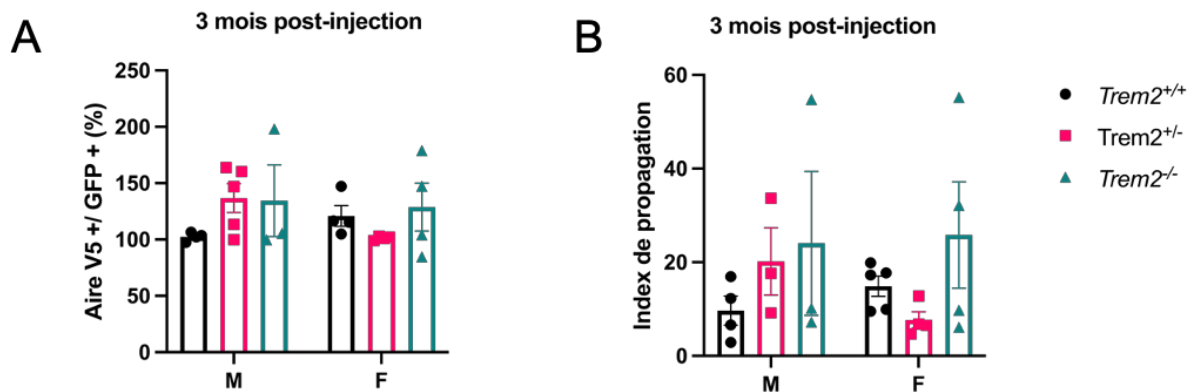 A
3 mois post-injection
Aire V5 +/ GFP + (%)
250
200
150
100
50
0
M
F
B
3 mois post-injection
Index de propagation
60
40
20
0
M
F
Trem2+/+
Trem2+/-
Trem2-/-